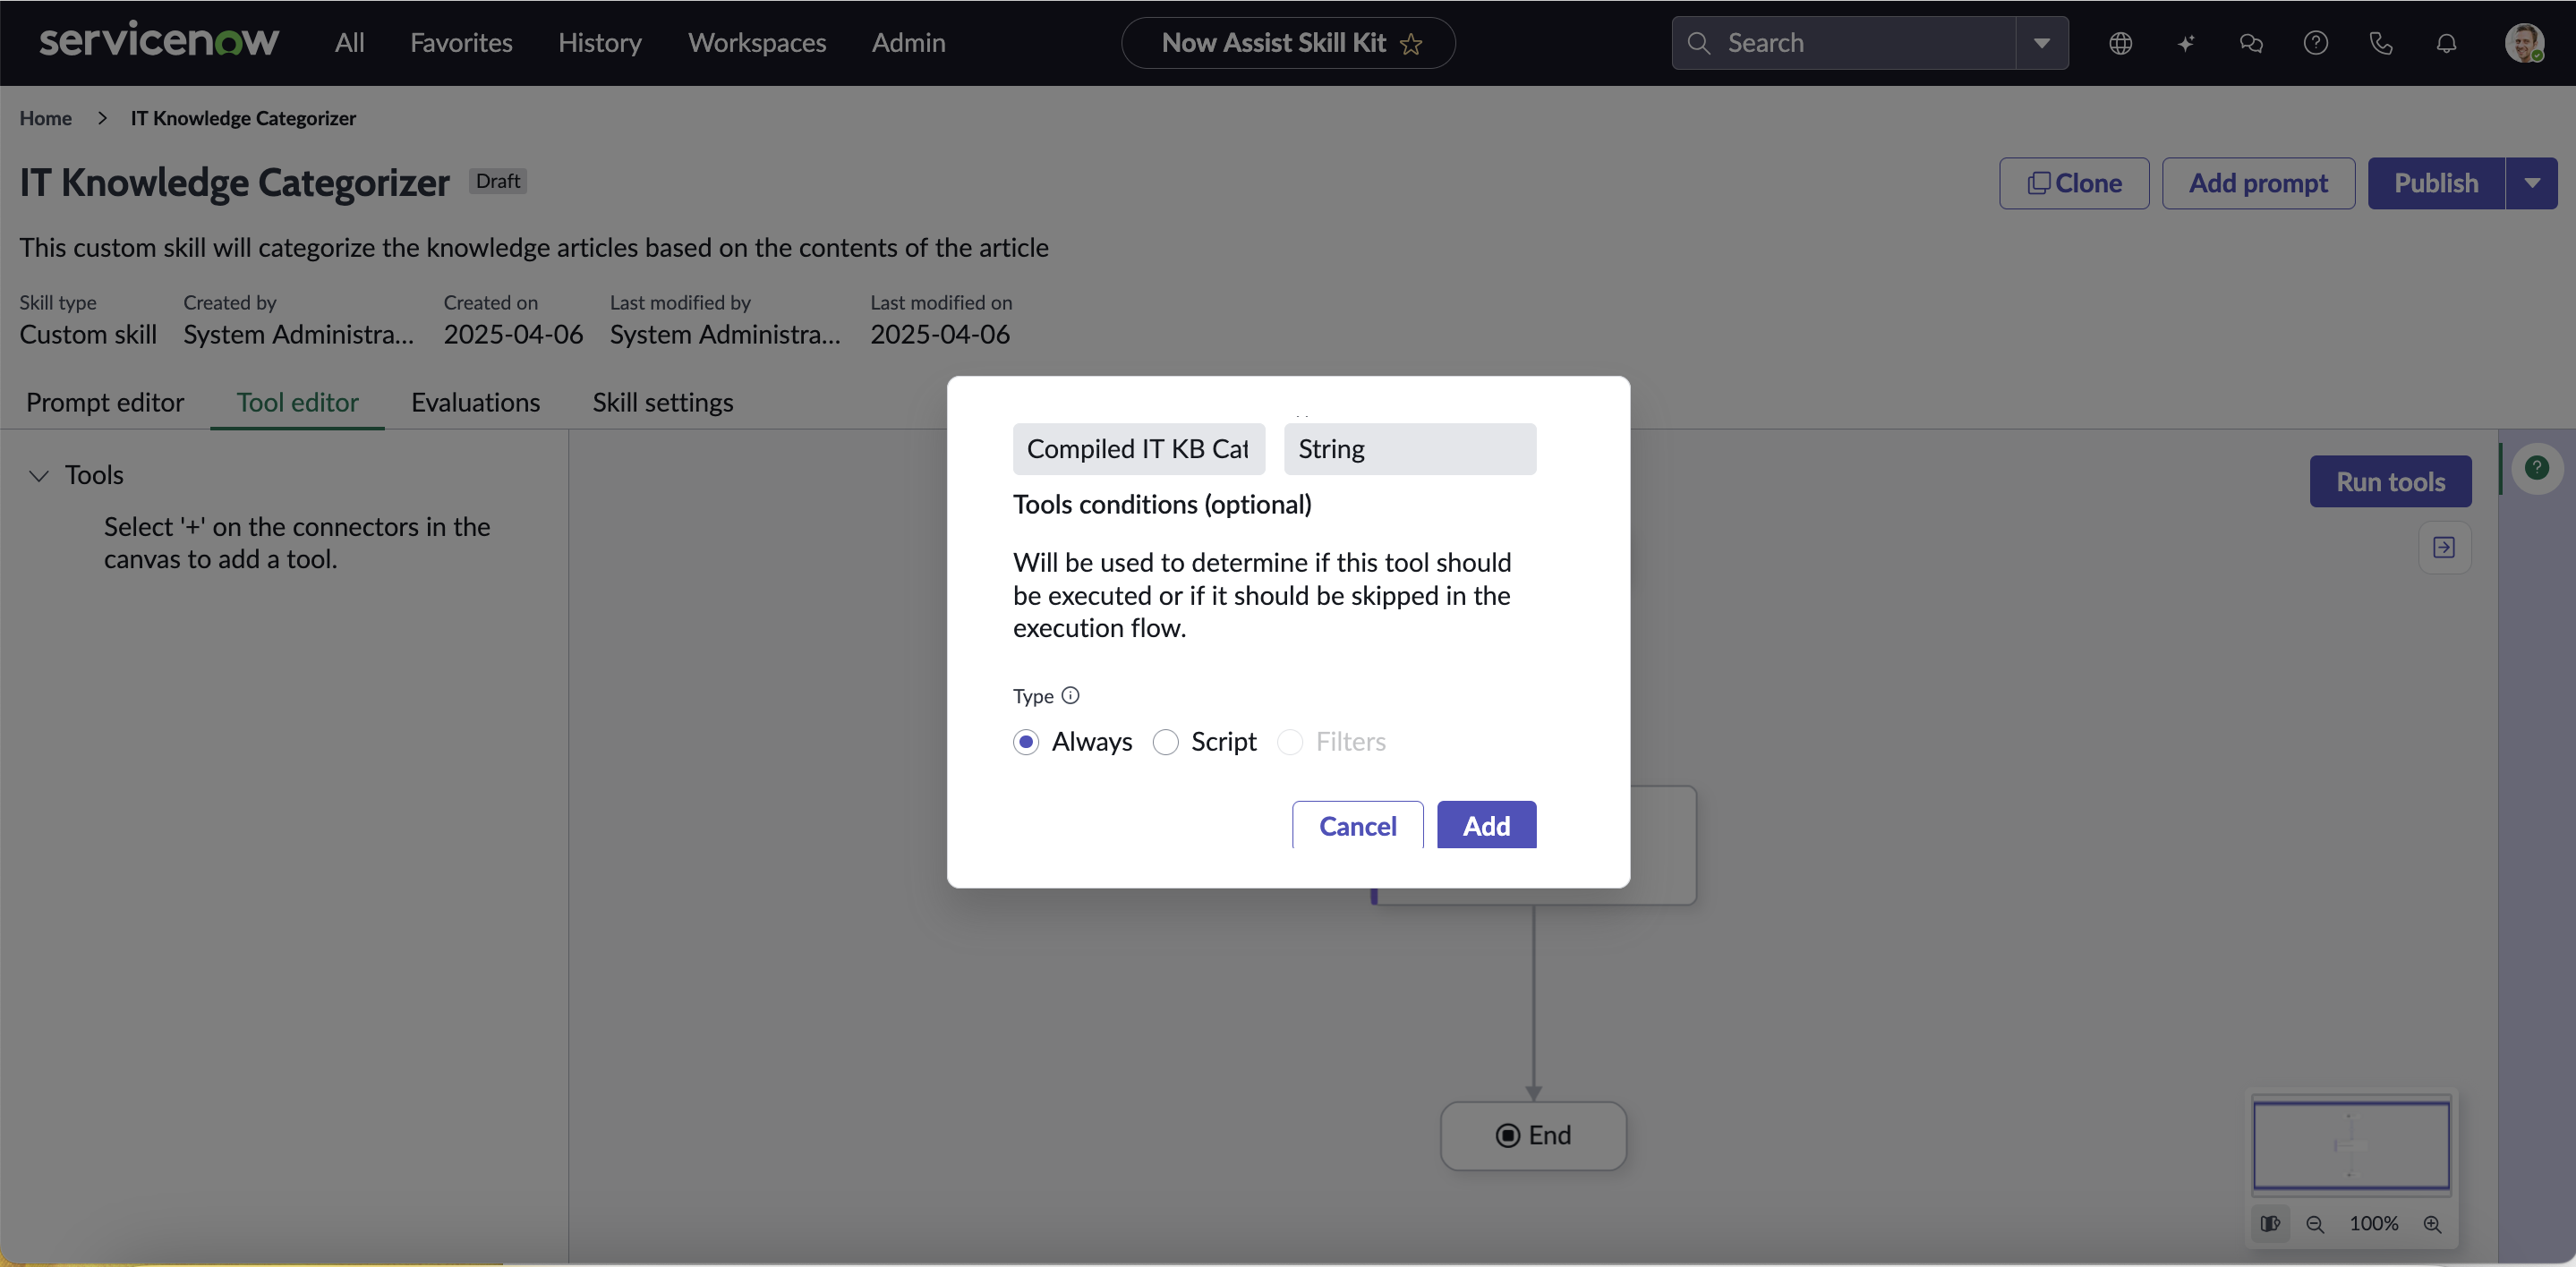 servicenow All Favorites History Workspaces Admin Now Assist Skill Kit Search
Home > IT Knowledge Categorizer
IT Knowledge Categorizer Draft Clone Add prompt Publish
This custom skill will categorize the knowledge articles based on the contents of the article
Skill type Created by Created on Last modified by Last modified on
Custom skill System Administra... 2025-04-06 System Administra... 2025-04-06
Prompt editor Tool editor Evaluations Skill settings
Tools
Select '+' on the connectors in the
canvas to add a tool.
Run tools
Compiled IT KB Cat String
Tools conditions (optional)
Will be used to determine if this tool should
be executed or if it should be skipped in the
execution flow.
Type
Always Script Filters
Cancel Add
End
100%